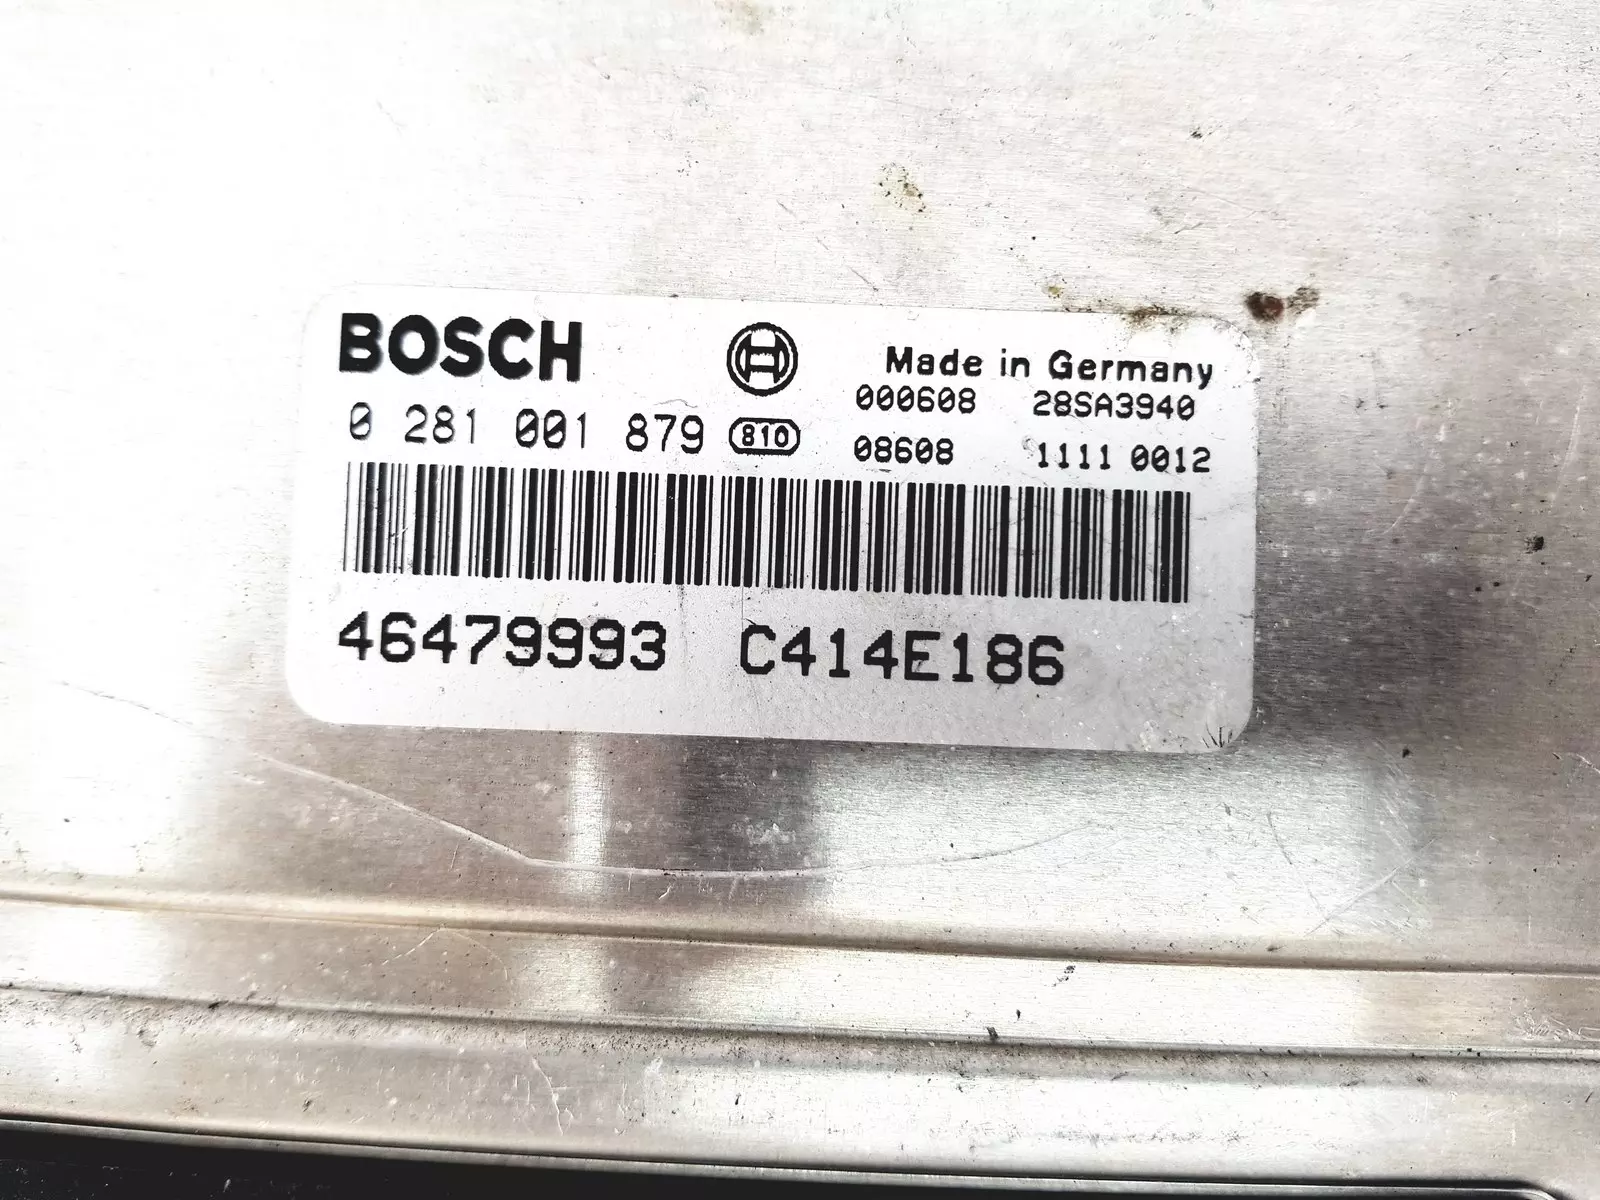 BOSCH Made in Germany
000608 28SA3940
0 281 001 879 810 08608 1111 0012
46479993 C414E186